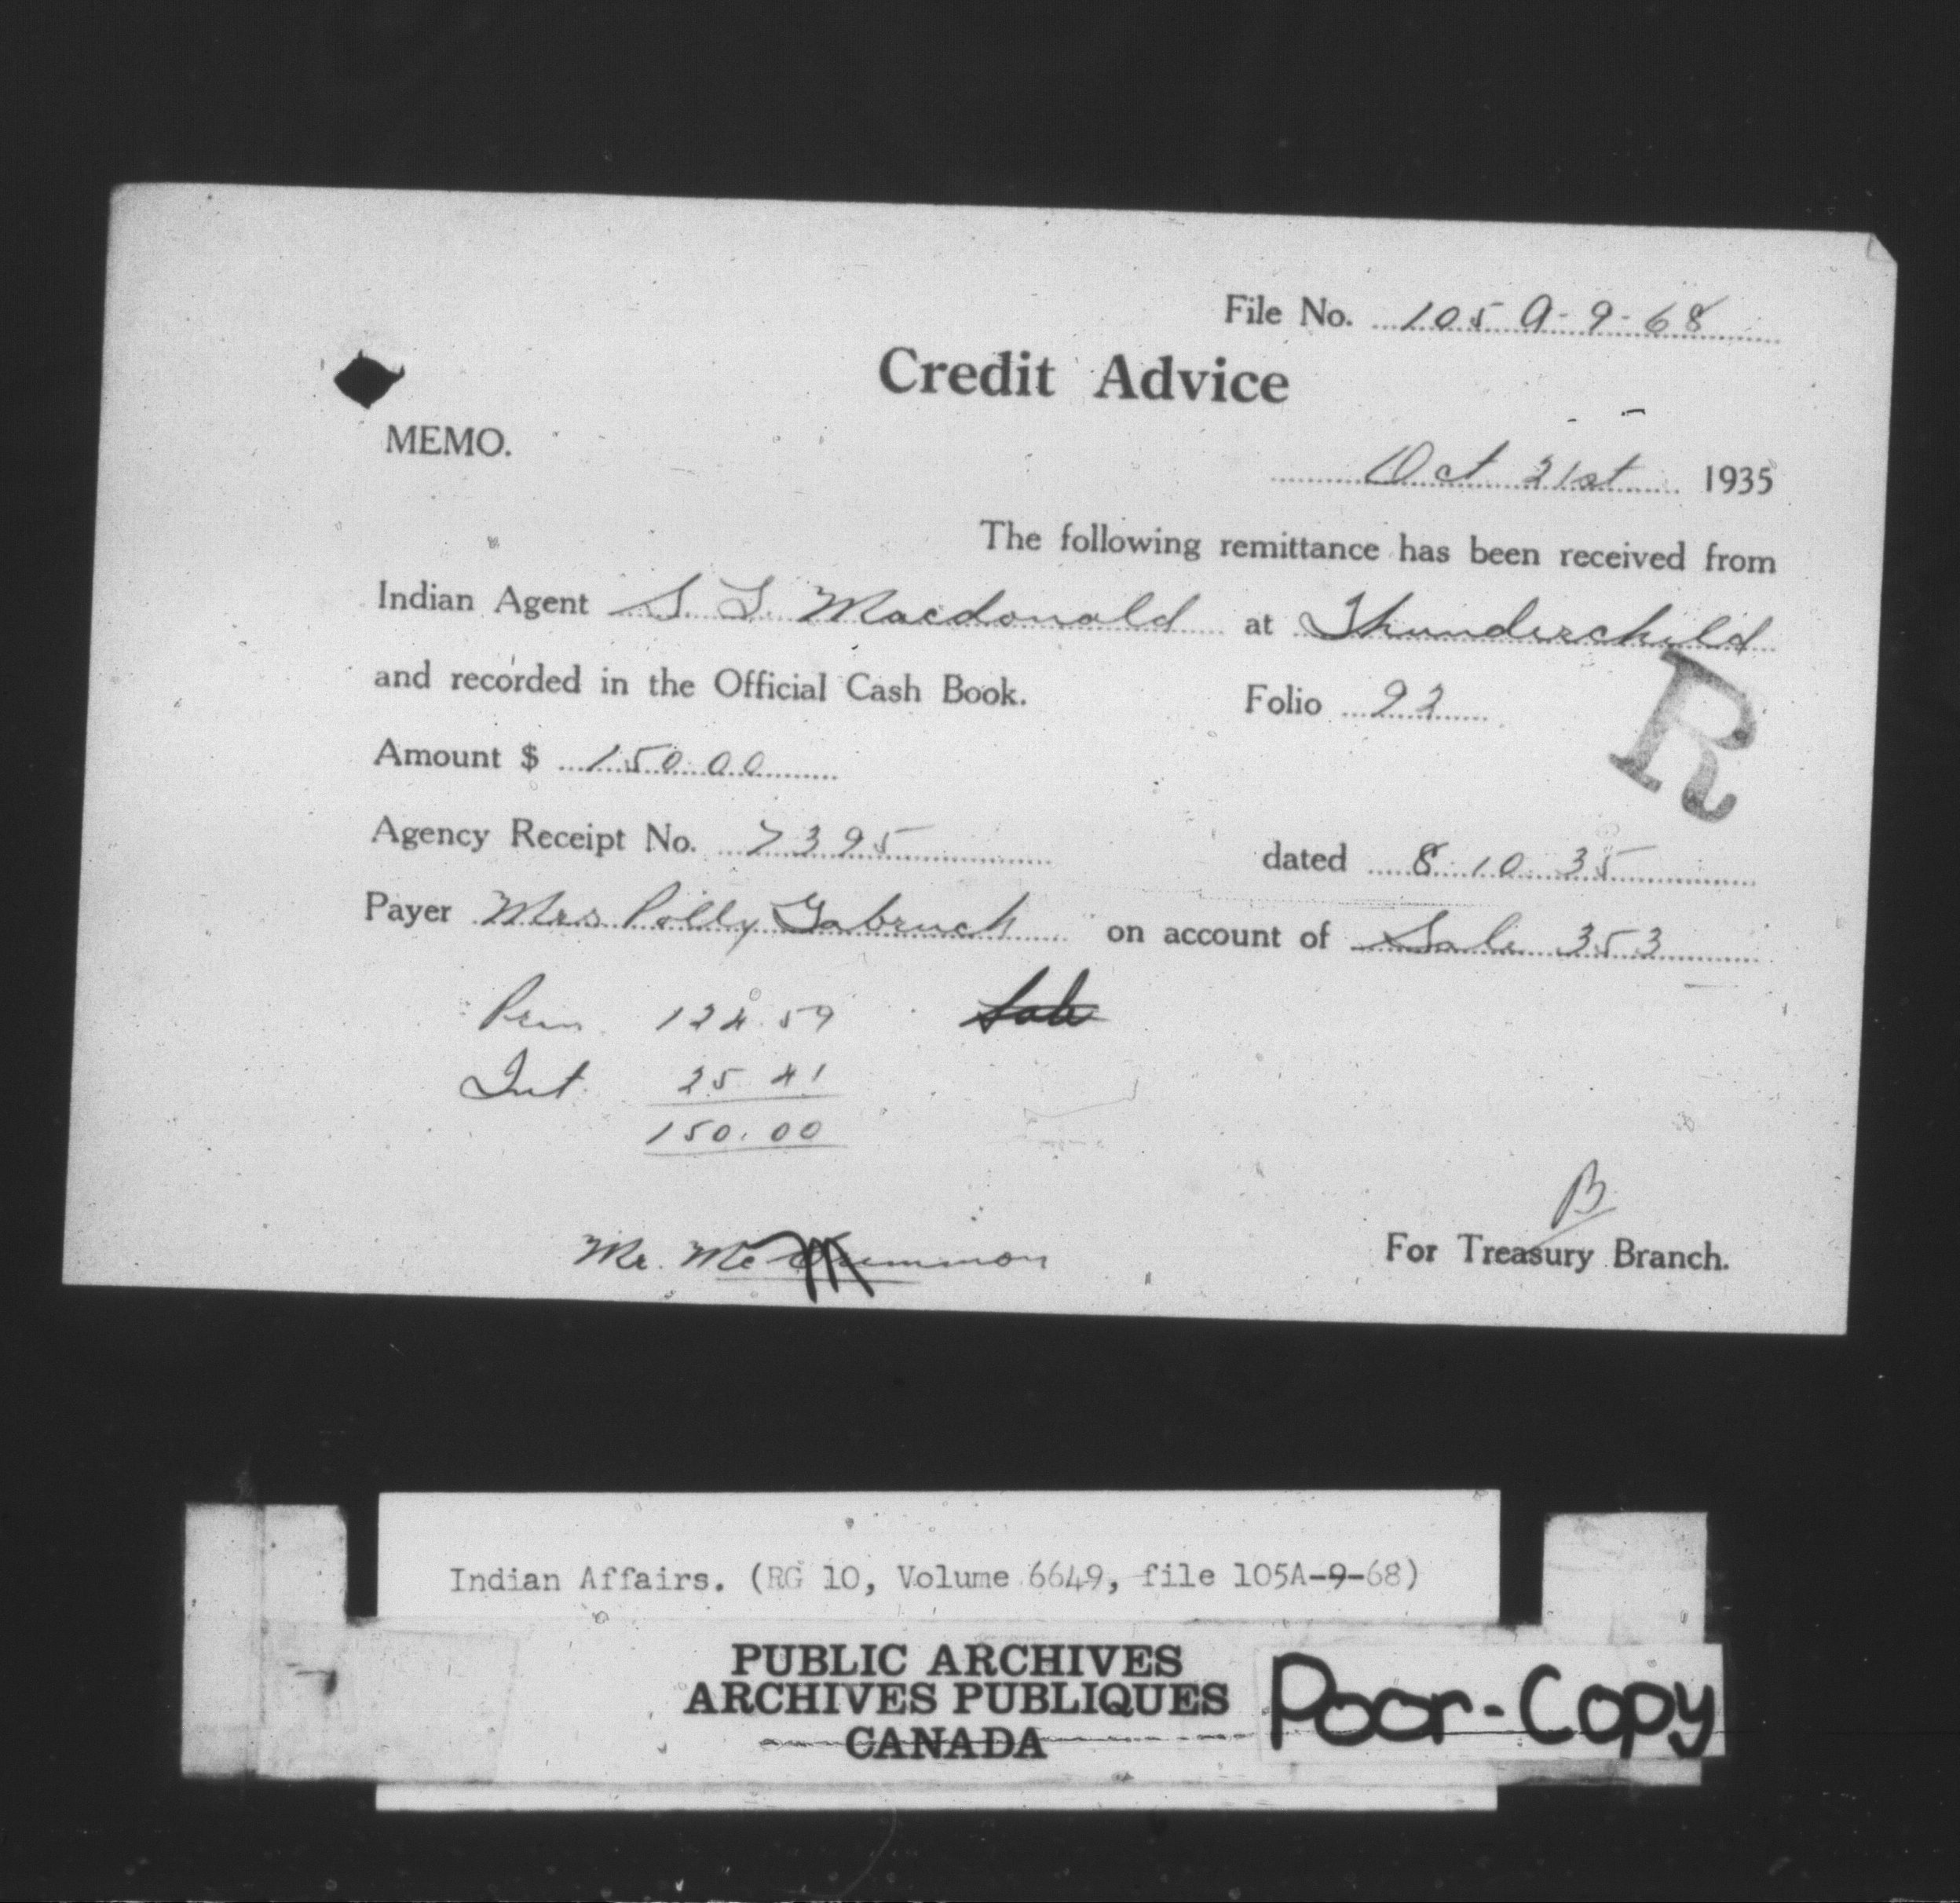 File No. 105 A-9-68
Credit Advice
MEMO.
Oct 21st 1935
The following remittance has been received from
Indian Agent S. L. Macdonald at Thunderchild
and recorded in the Official Cash Book. Folio 92
R
Amount $ 150.00
Agency Receipt No. 7395 dated 8.10.35
Payer Mrs Polly Gabruch on account of Sale 353
Prin 124.59 Sale
Int. 25.41
150.00
B
Mr. Mc
For Treasury Branch.
Indian Affairs. (RG 10, Volume 6649, file 105A-9-68)
PUBLIC ARCHIVES
ARCHIVES PUBLIQUES
CANADA
Poor-Copy